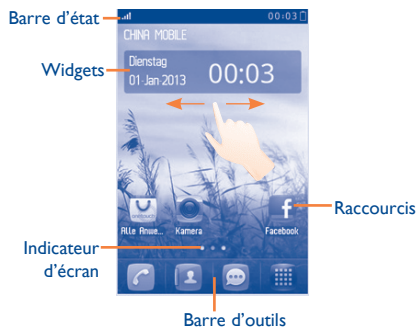 Barre d'état
00:03
CHINA MOBILE
Widgets
Dienstag
01-Jan-2013
00:03
Alle Anwe...
Kamera
Facebook
Raccourcis
Indicateur
d'écran
Barre d'outils